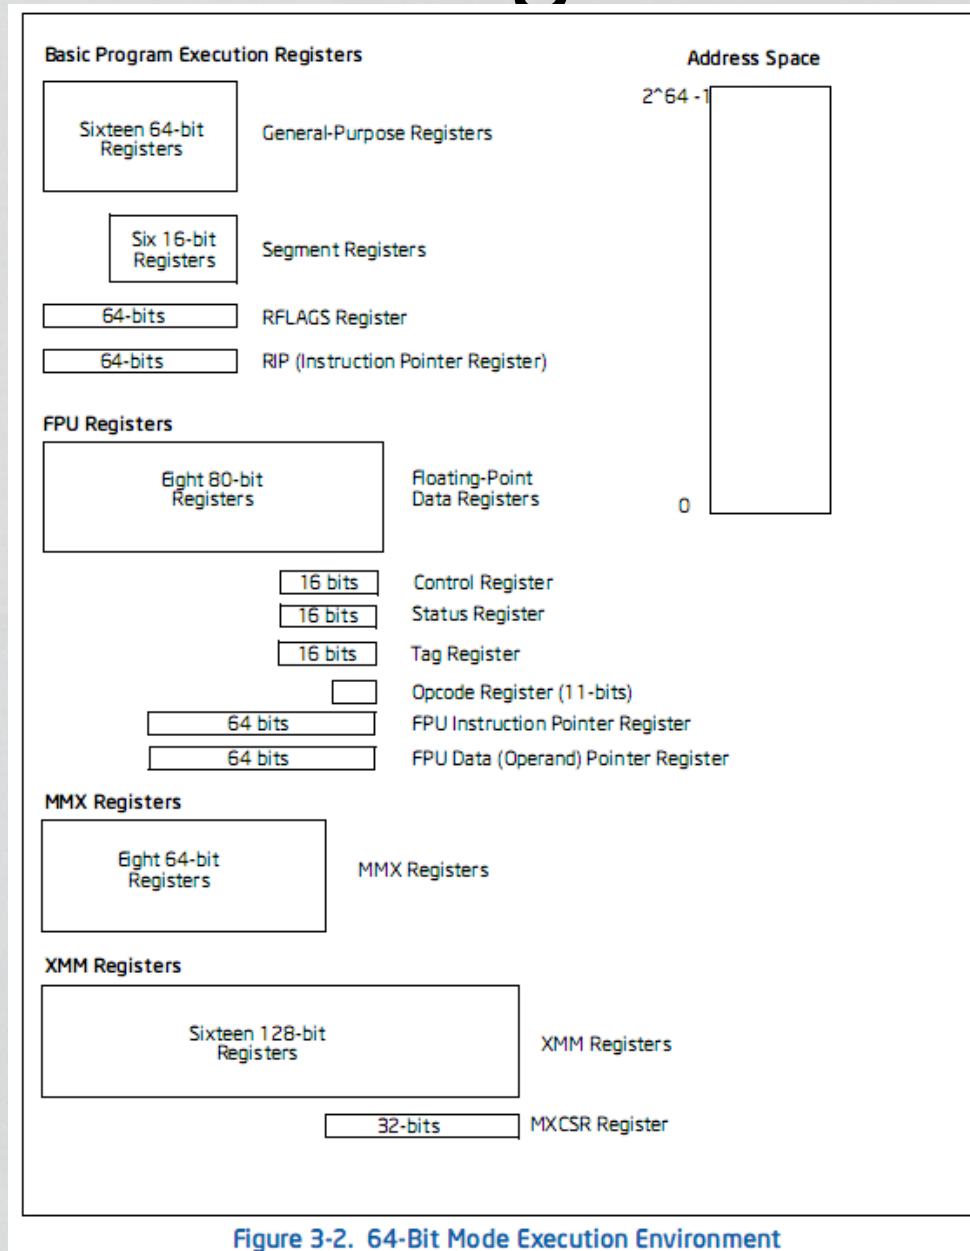 Basic Program Execution Registers
Address Space
2^64 -1
Sixteen 64-bit
Registers
General-Purpose Registers
Six 16-bit
Registers
Segment Registers
64-bits
RFLAGS Register
64-bits
RIP (Instruction Pointer Register)
FPU Registers
Eight 80-bit
Registers
Floating-Point
Data Registers
0
16 bits
Control Register
16 bits
Status Register
16 bits
Tag Register
Opcode Register (11-bits)
64 bits
FPU Instruction Pointer Register
64 bits
FPU Data (Operand) Pointer Register
MMX Registers
Eight 64-bit
Registers
MMX Registers
XMM Registers
Sixteen 128-bit
Registers
XMM Registers
32-bits
MXCSR Register
Figure 3-2. 64-Bit Mode Execution Environment